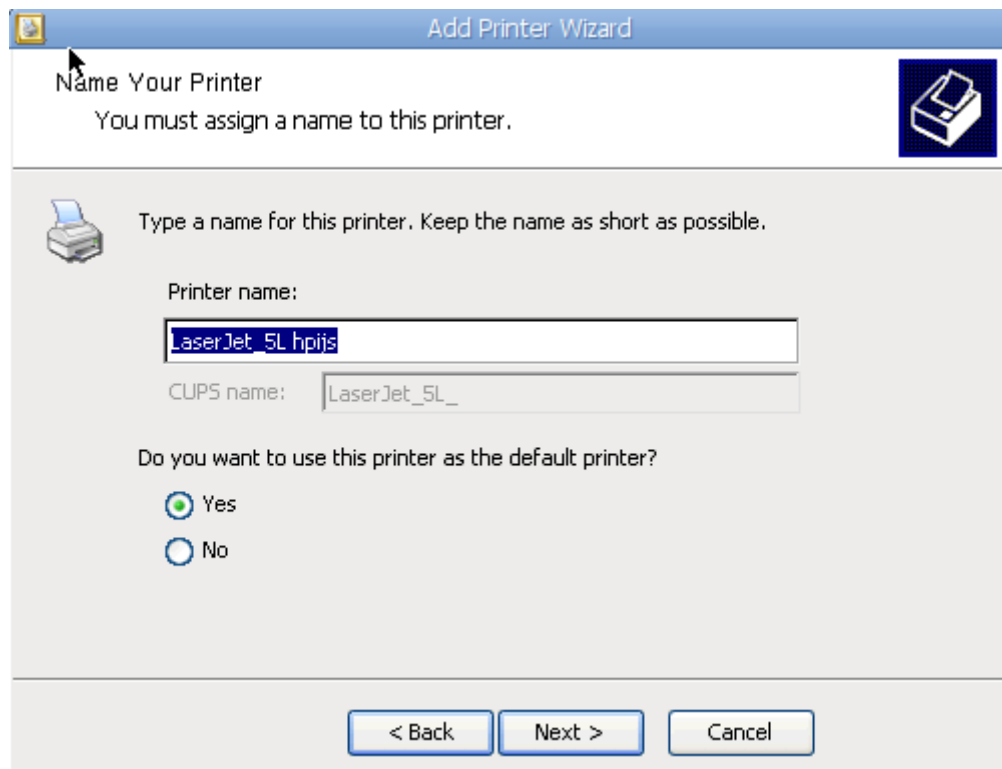 Add Printer Wizard
Name Your Printer
You must assign a name to this printer.
Type a name for this printer. Keep the name as short as possible.
Printer name:
LaserJet_5L hpijs
CUPS name: LaserJet_5L_
Do you want to use this printer as the default printer?
Yes
No
< Back Next > Cancel